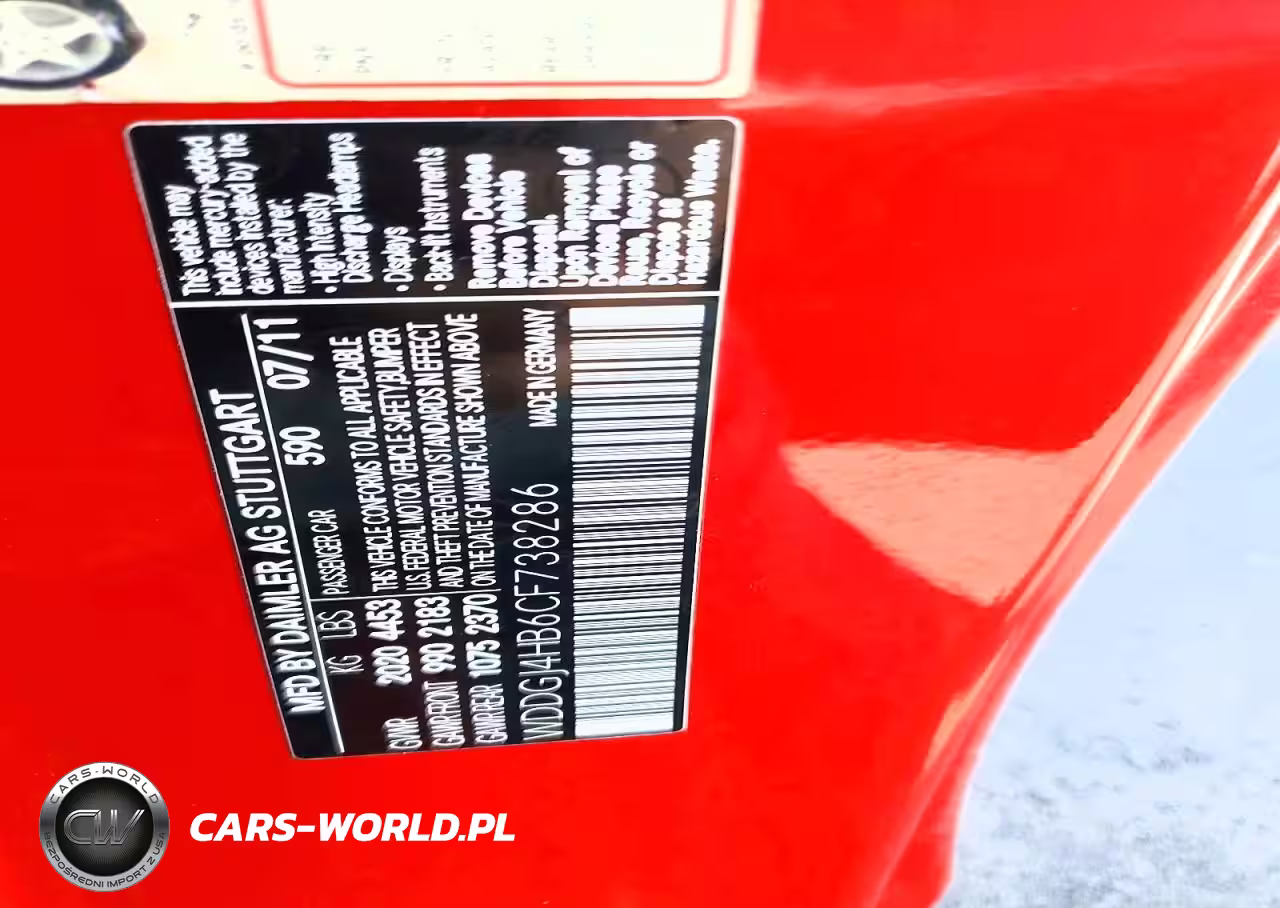 MFD BY DAIMLER AG STUTTGART
KG LBS PASSENGER CAR 590 07/11
GVWR 2020 4453 THIS VEHICLE CONFORMS TO ALL APPLICABLE
GAWR FRONT 990 2183 U.S. FEDERAL MOTOR VEHICLE SAFETY, BUMPER
GAWR REAR 1075 2370 AND THEFT PREVENTION STANDARDS IN EFFECT
ON THE DATE OF MANUFACTURE SHOWN ABOVE
WDDGJ4HB6CF738286 MADE IN GERMANY
This vehicle may
include mercury-added
devices installed by the
manufacturer:
• High Intensity
Discharge Headlamps
• Displays
• Back-lit Instruments
Remove Devices
Before Vehicle
Disposal.
Upon Removal of
Devices Please
Reuse, Recycle or
Dispose as
Hazardous Waste.
CARS-WORLD
CW
BEZPOŚREDNI IMPORT Z USA
CARS-WORLD.PL